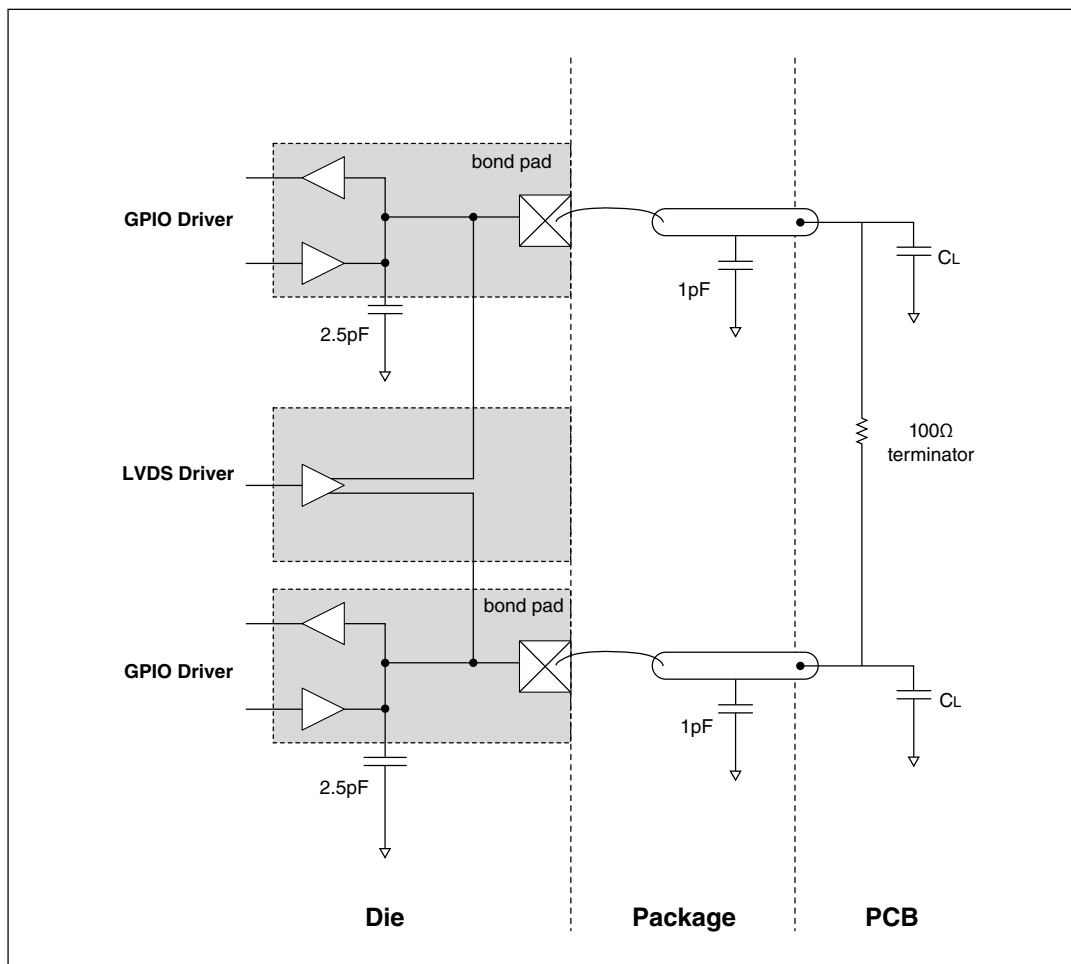 bond pad
GPIO Driver
2.5pF
1pF
CL
LVDS Driver
100Ω
terminator
bond pad
GPIO Driver
2.5pF
1pF
CL
Die
Package
PCB